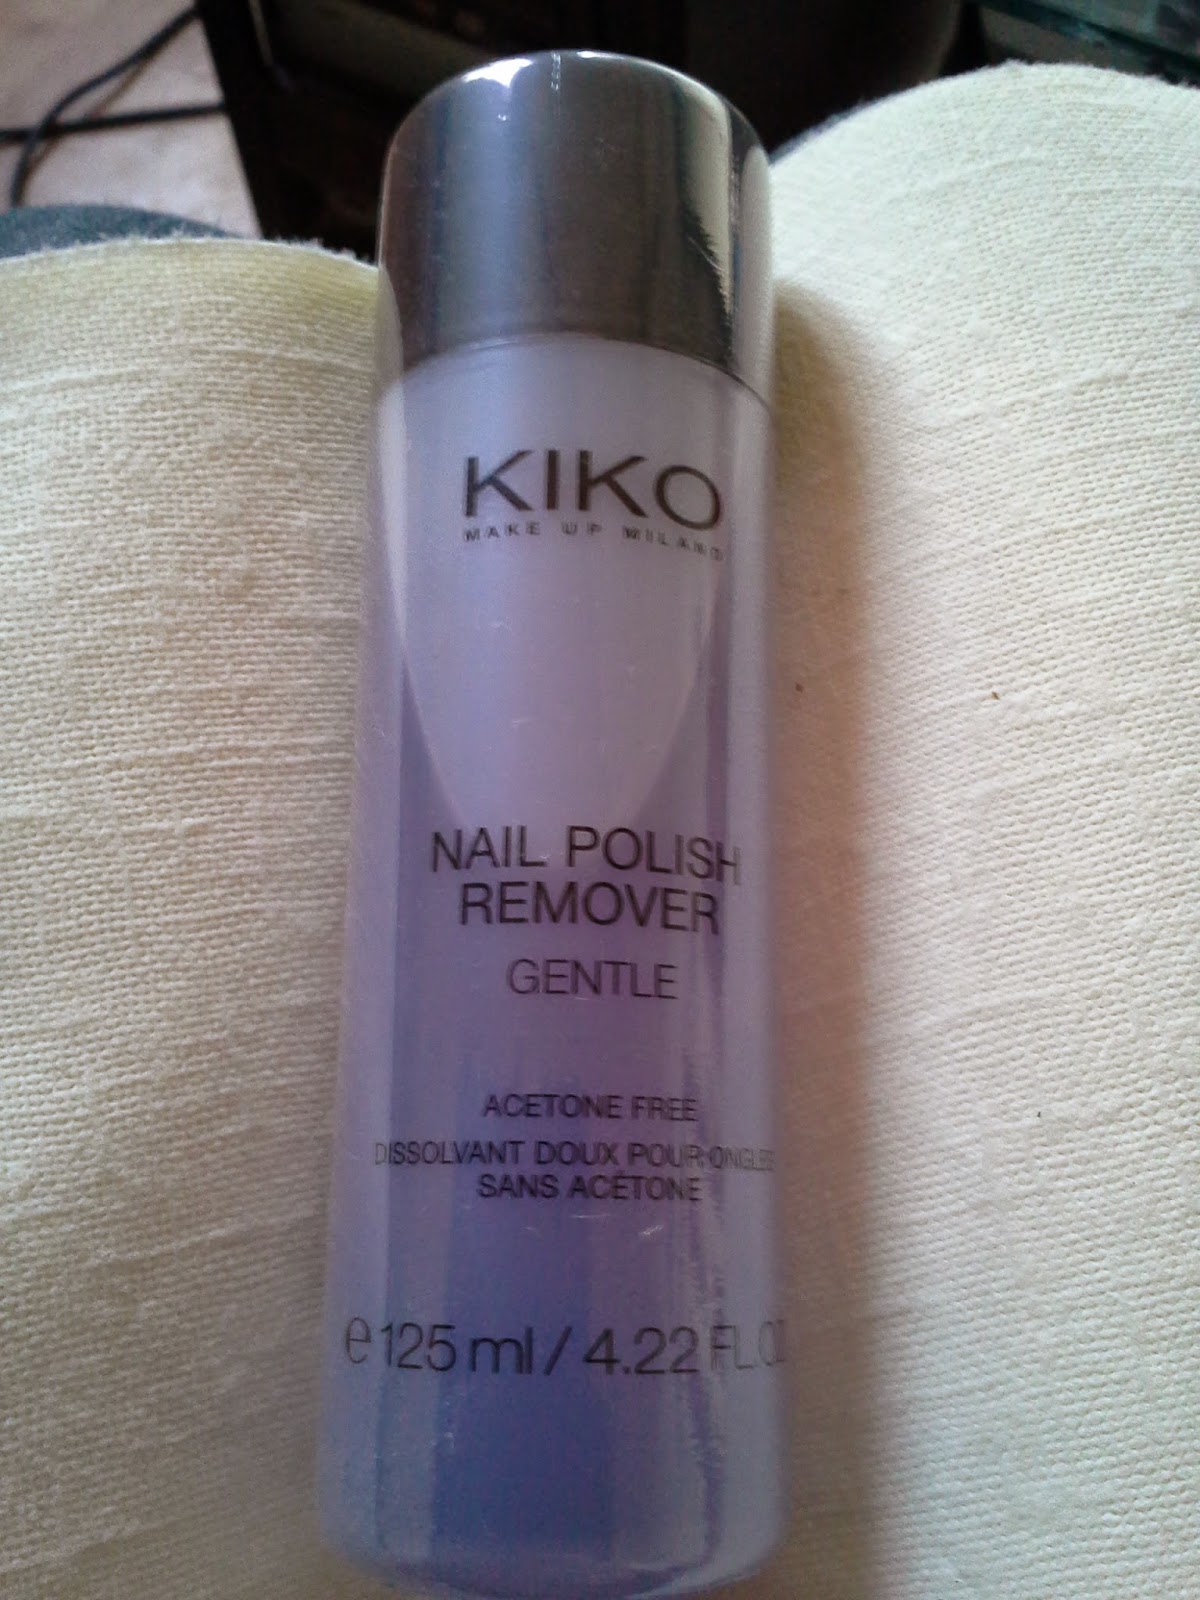 KIKO
MAKE UP MILANO
NAIL POLISH
REMOVER
GENTLE
ACETONE FREE
DISSOLVANT DOUX POUR ONGLES
SANS ACÉTONE
℮ 125 ml / 4.22 FL.OZ